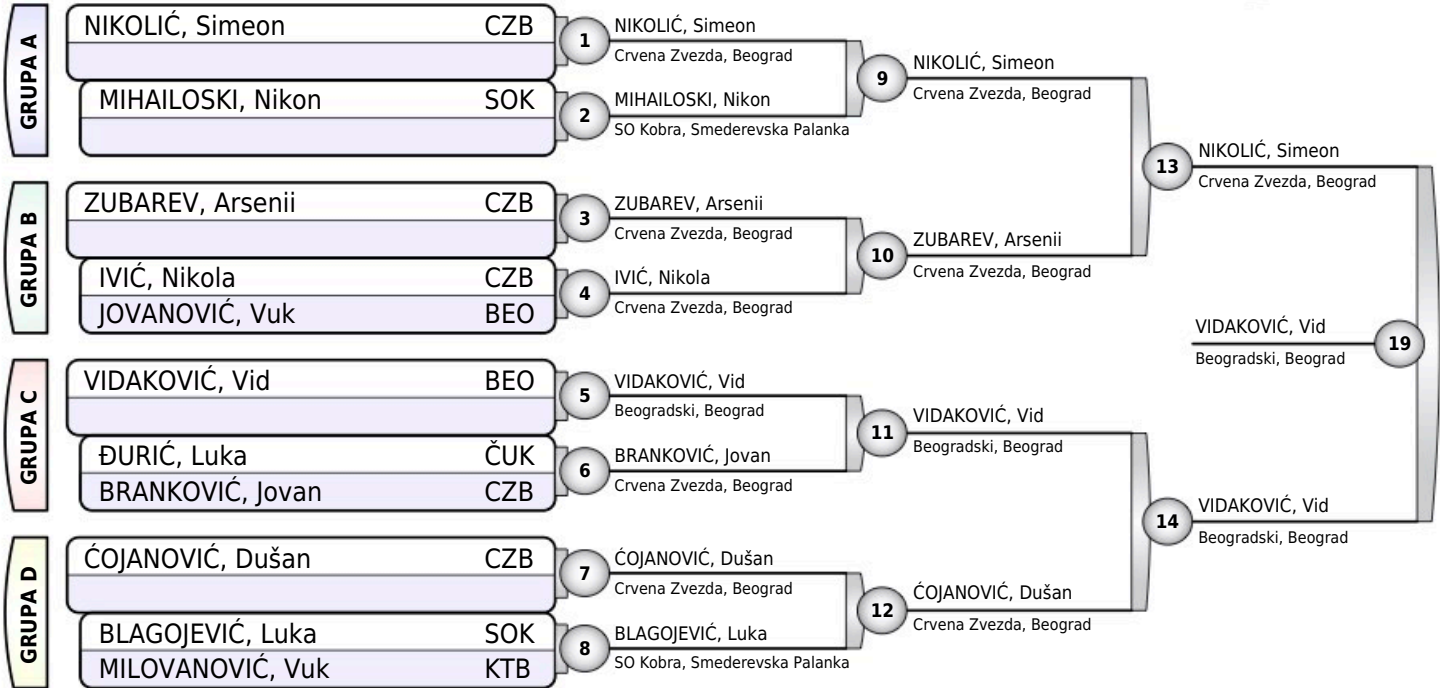 GRUPA A
NIKOLIĆ, Simeon CZB
MIHAILOSKI, Nikon SOK
GRUPA B
ZUBAREV, Arsenii CZB
IVIĆ, Nikola CZB
JOVANOVIĆ, Vuk BEO
GRUPA C
VIDAKOVIĆ, Vid BEO
ĐURIĆ, Luka ČUK
BRANKOVIĆ, Jovan CZB
GRUPA D
ĆOJANOVIĆ, Dušan CZB
BLAGOJEVIĆ, Luka SOK
MILOVANOVIĆ, Vuk KTB
1 NIKOLIĆ, Simeon
Crvena Zvezda, Beograd
2 MIHAILOSKI, Nikon
SO Kobra, Smederevska Palanka
3 ZUBAREV, Arsenii
Crvena Zvezda, Beograd
4 IVIĆ, Nikola
Crvena Zvezda, Beograd
5 VIDAKOVIĆ, Vid
Beogradski, Beograd
6 BRANKOVIĆ, Jovan
Crvena Zvezda, Beograd
7 ĆOJANOVIĆ, Dušan
Crvena Zvezda, Beograd
8 BLAGOJEVIĆ, Luka
SO Kobra, Smederevska Palanka
9 NIKOLIĆ, Simeon
Crvena Zvezda, Beograd
10 ZUBAREV, Arsenii
Crvena Zvezda, Beograd
11 VIDAKOVIĆ, Vid
Beogradski, Beograd
12 ĆOJANOVIĆ, Dušan
Crvena Zvezda, Beograd
13 NIKOLIĆ, Simeon
Crvena Zvezda, Beograd
14 VIDAKOVIĆ, Vid
Beogradski, Beograd
VIDAKOVIĆ, Vid 19
Beogradski, Beograd